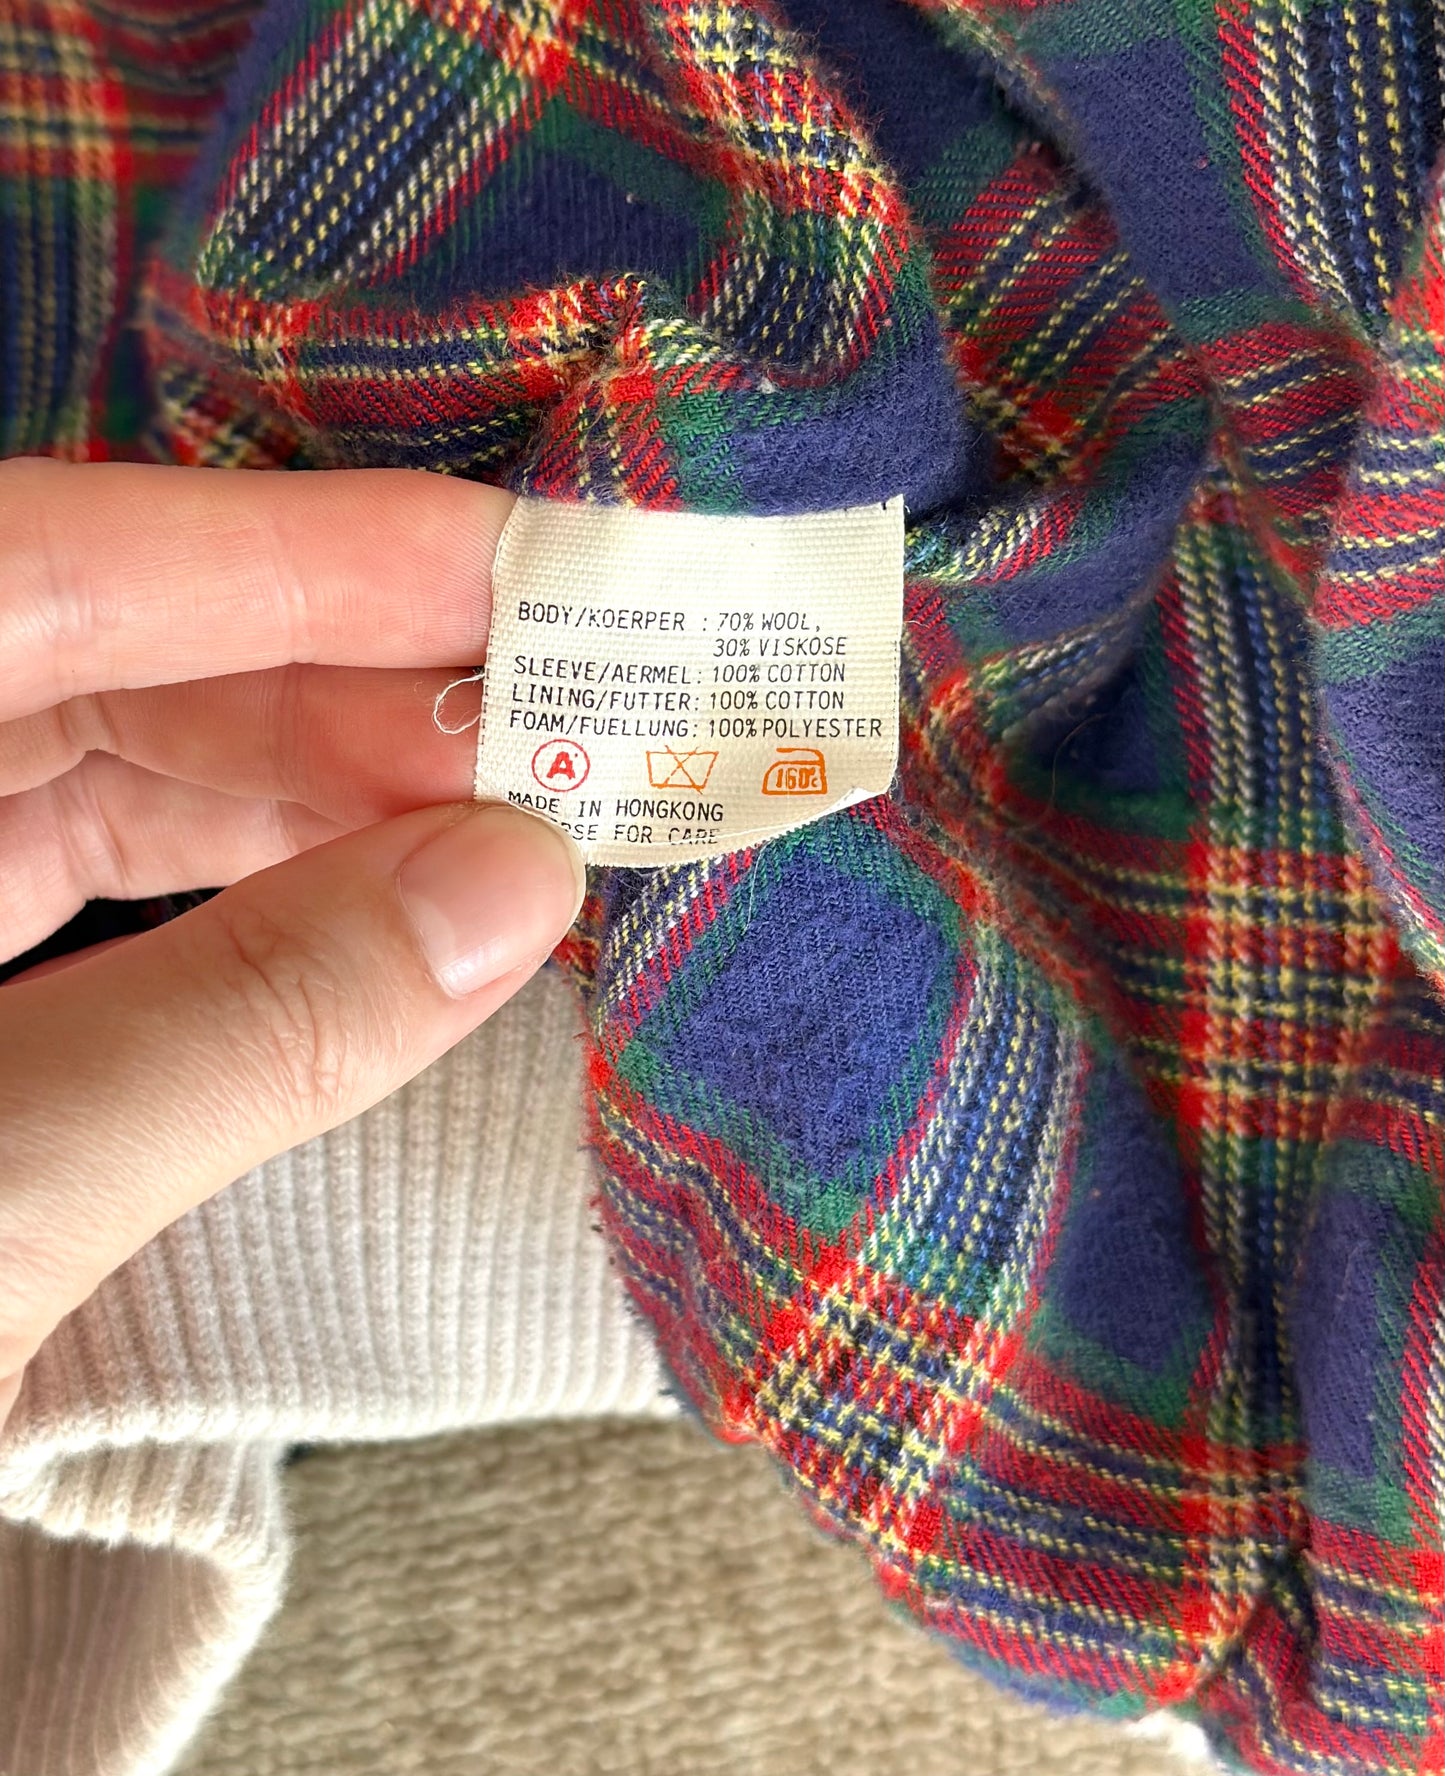 BODY/KOERPER : 70% WOOL,
30% VISKOSE
SLEEVE/AERMEL: 100% COTTON
LINING/FUTTER: 100% COTTON
FOAM/FUELLUNG: 100% POLYESTER
A 160°C
MADE IN HONGKONG
FOR CARE